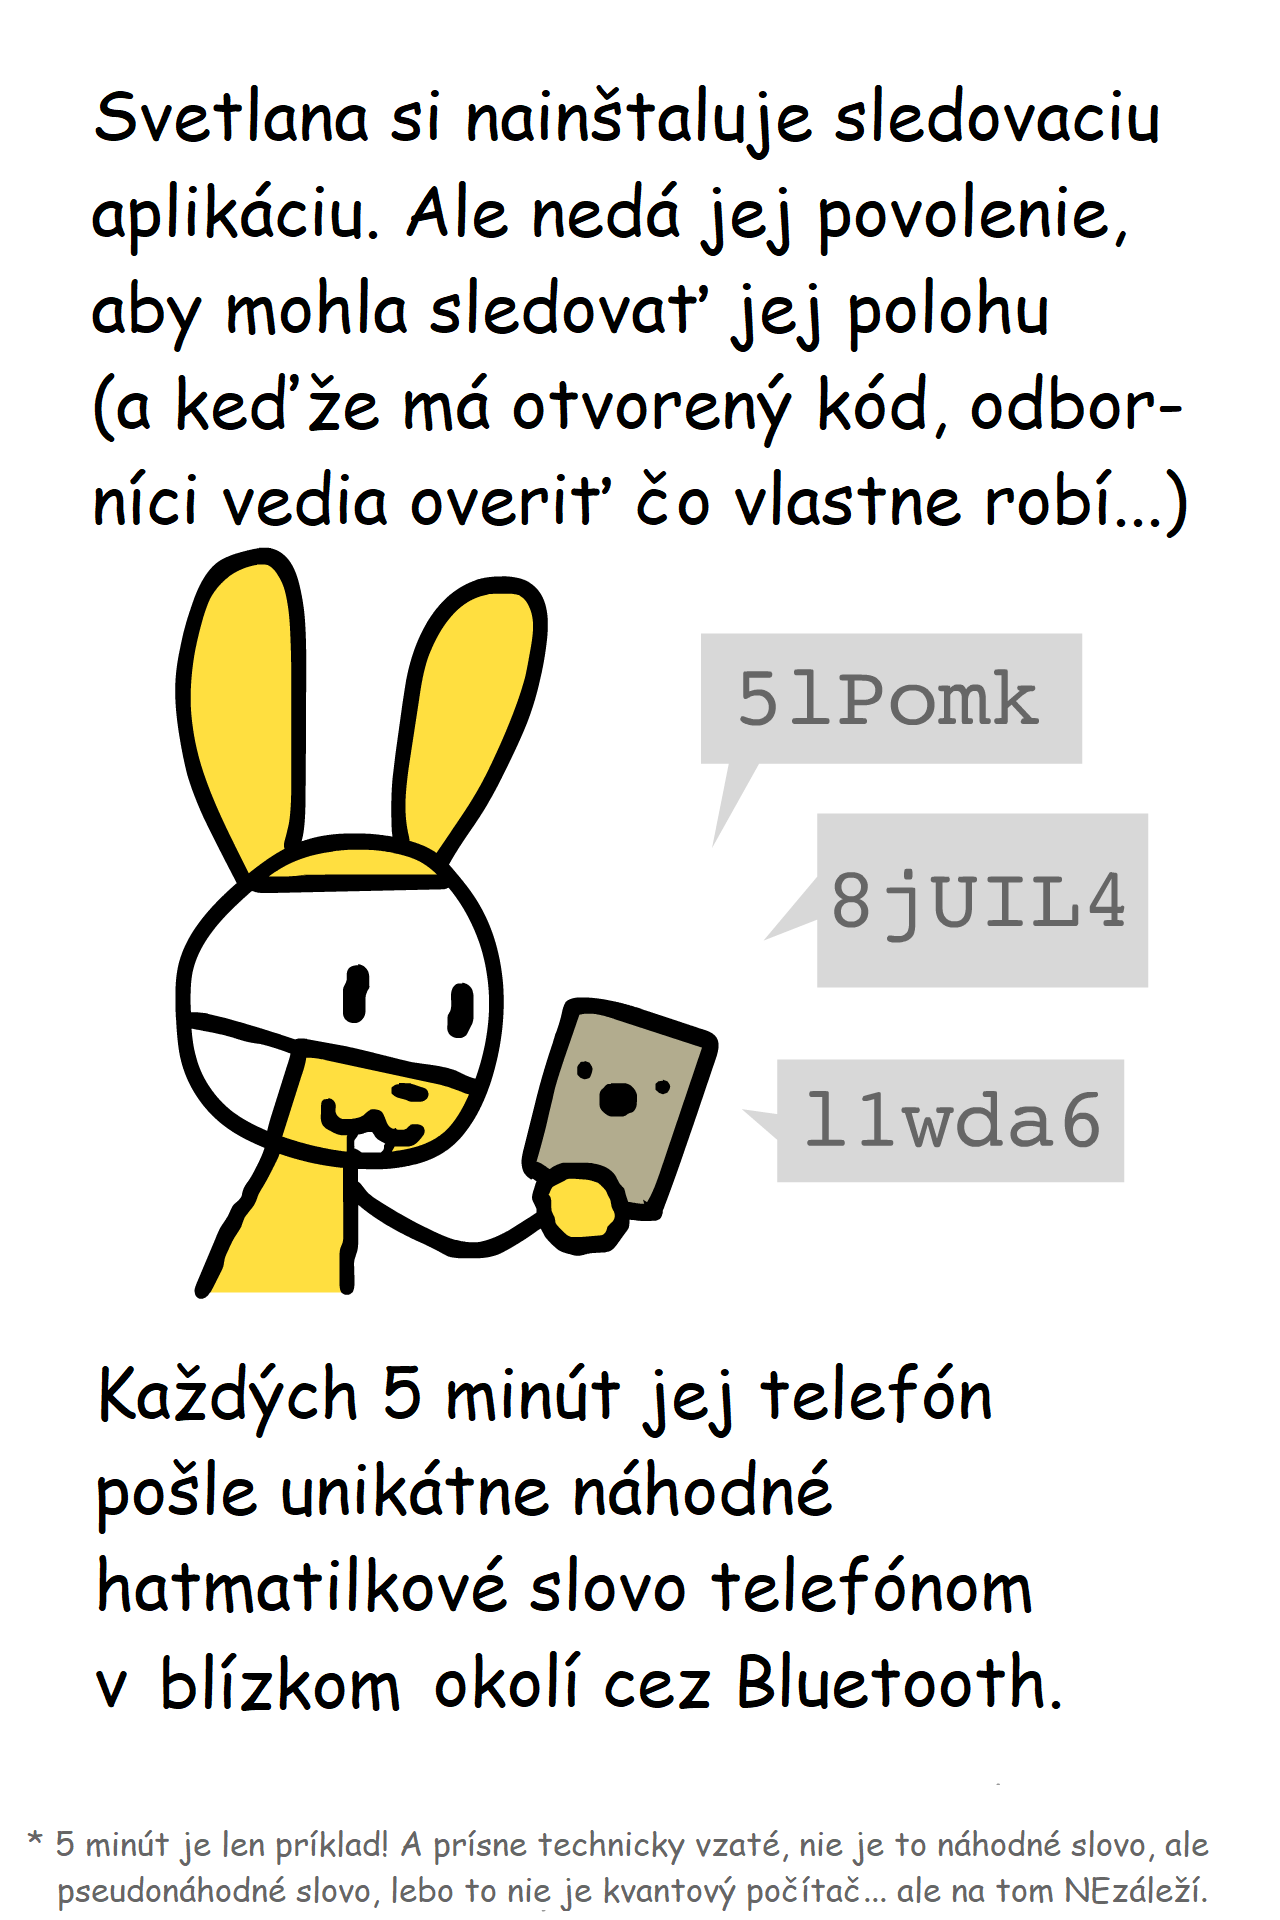 Svetlana si nainštaluje sledovaciu
aplikáciu. Ale nedá jej povolenie,
aby mohla sledovať jej polohu
(a keďže má otvorený kód, odbor-
níci vedia overiť čo vlastne robí...)
5lPomk
8jUIL4
l1wda6
Každých 5 minút jej telefón
pošle unikátne náhodné
hatmatilkové slovo telefónom
v blízkom okolí cez Bluetooth.
* 5 minút je len príklad! A prísne technicky vzaté, nie je to náhodné slovo, ale
pseudonáhodné slovo, lebo to nie je kvantový počítač... ale na tom NEzáleží.